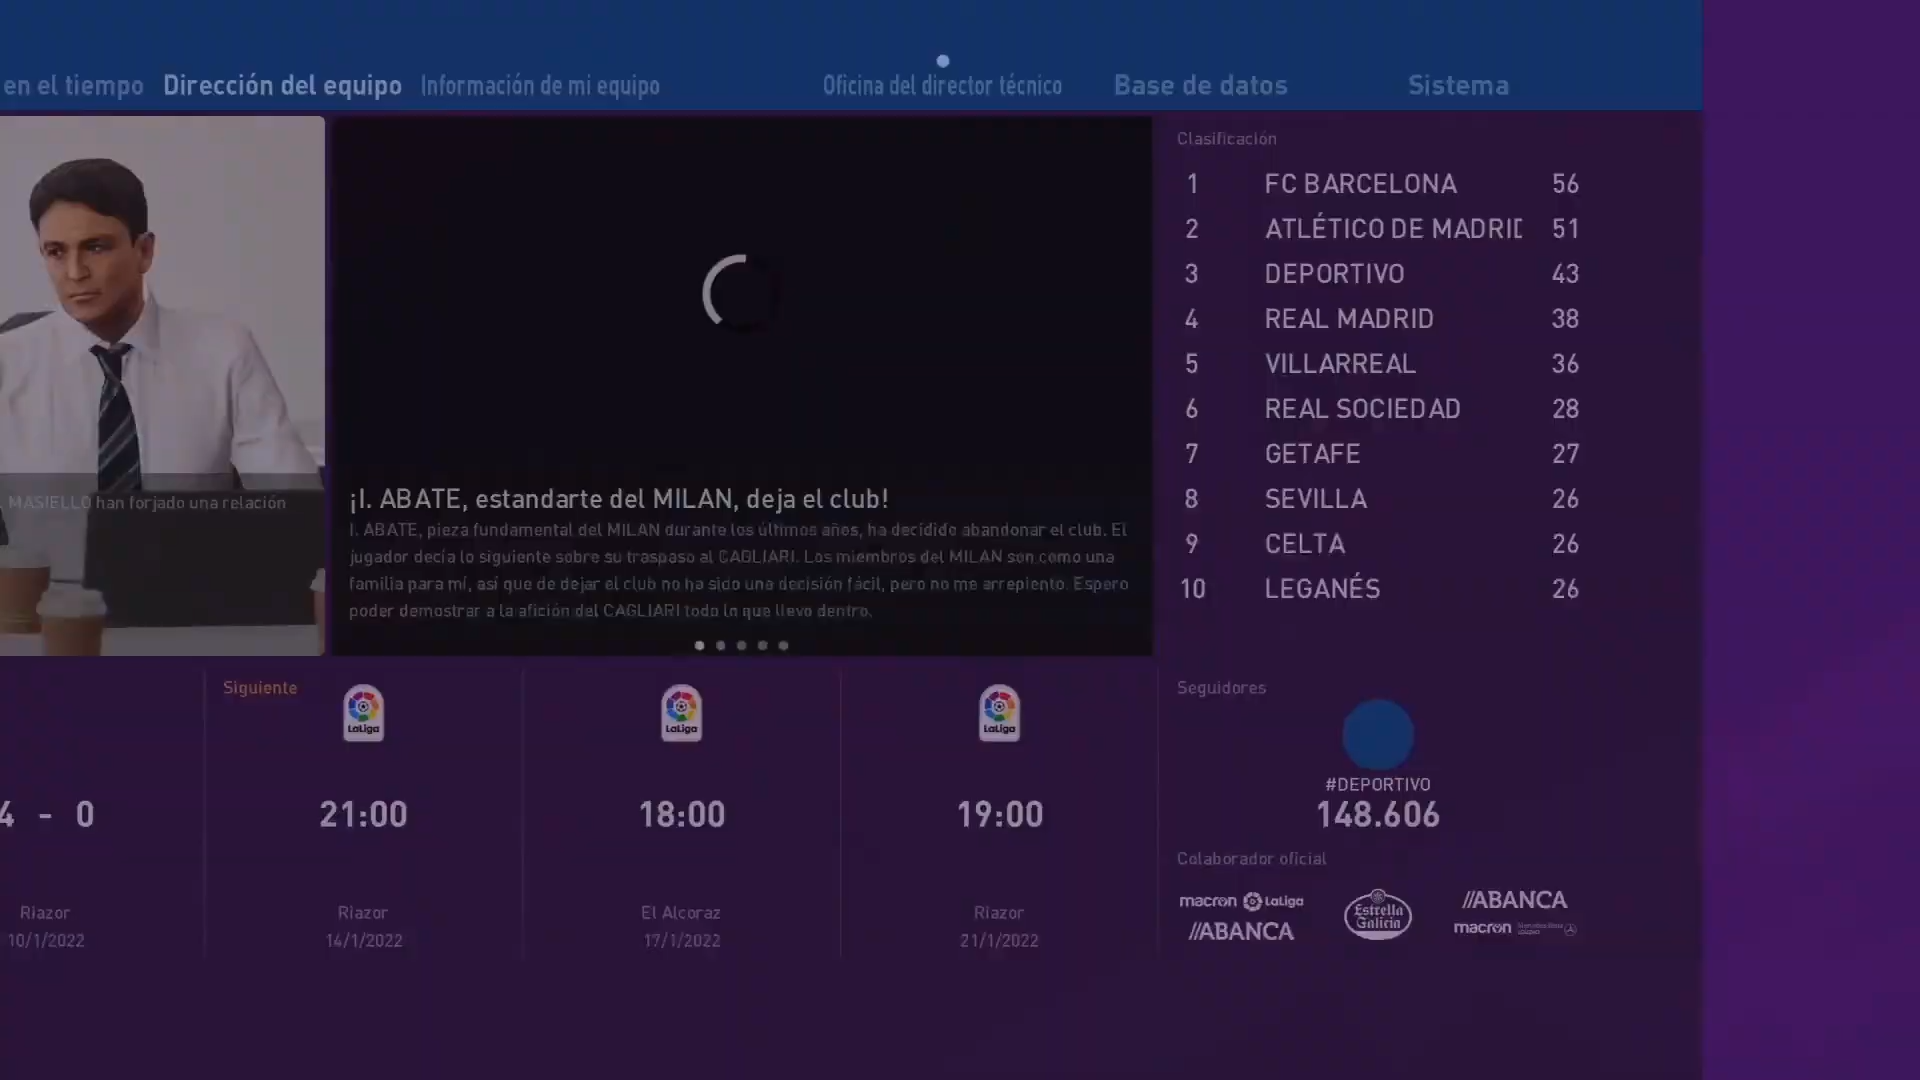 en el tiempo Dirección del equipo Información de mi equipo Oficina del director técnico Base de datos Sistema
MASIELLO han forjado una relación
¡I. ABATE, estandarte del MILAN, deja el club!
I. ABATE, pieza fundamental del MILAN durante los últimos años, ha decidido abandonar el club. El
jugador decía lo siguiente sobre su traspaso al CAGLIARI. Los miembros del MILAN son como una
familia para mí, así que de dejar el club no ha sido una decisión fácil, pero no me arrepiento. Espero
poder demostrar a la afición del CAGLIARI todo lo que llevo dentro.
Clasificación
1 FC BARCELONA 56
2 ATLÉTICO DE MADRID 51
3 DEPORTIVO 43
4 REAL MADRID 38
5 VILLARREAL 36
6 REAL SOCIEDAD 28
7 GETAFE 27
8 SEVILLA 26
9 CELTA 26
10 LEGANÉS 26
4 - 0
Riazor
10/1/2022
Siguiente
LaLiga
21:00
Riazor
14/1/2022
LaLiga
18:00
El Alcoraz
17/1/2022
LaLiga
19:00
Riazor
21/1/2022
Seguidores
#DEPORTIVO
148.606
Colaborador oficial
macron LaLiga
//ABANCA
Estrella
Galicia
//ABANCA
macron